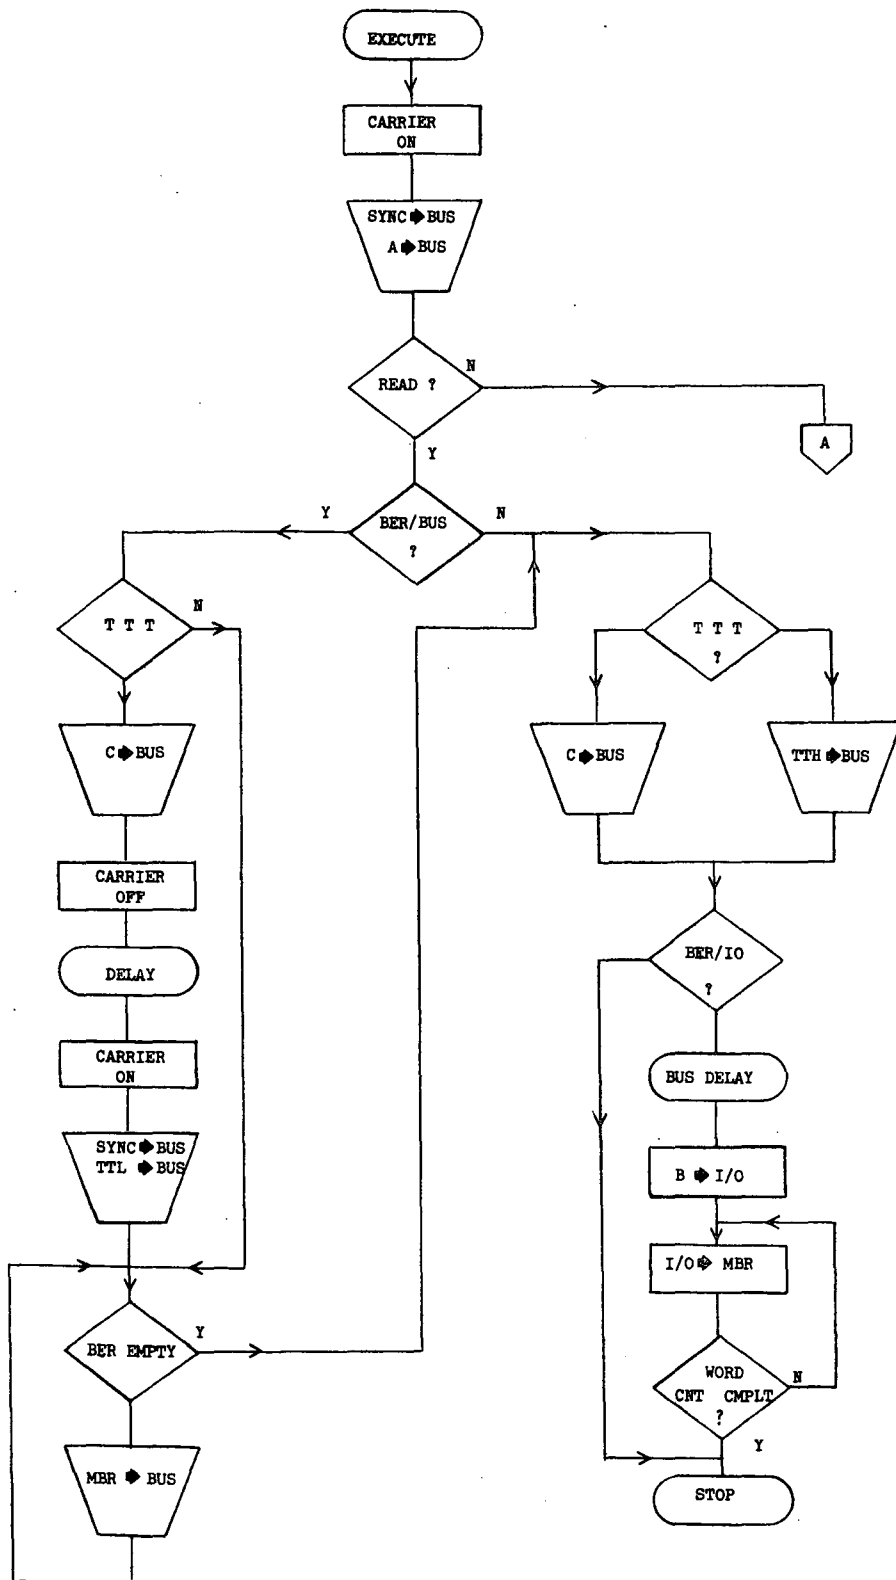 EXECUTE
CARRIER
ON
SYNC➧BUS
A➧BUS
READ ?
N
A
Y
BER/BUS
?
Y
N
T T T
N
T T T
?
C➧BUS
C➧BUS
TTH➧BUS
CARRIER
OFF
DELAY
CARRIER
ON
SYNC➧BUS
TTL ➧BUS
BER EMPTY
Y
MBR ➧ BUS
BER/IO
?
BUS DELAY
B ➧ I/O
I/O➧ MBR
WORD
CNT CMPLT
?
N
Y
STOP